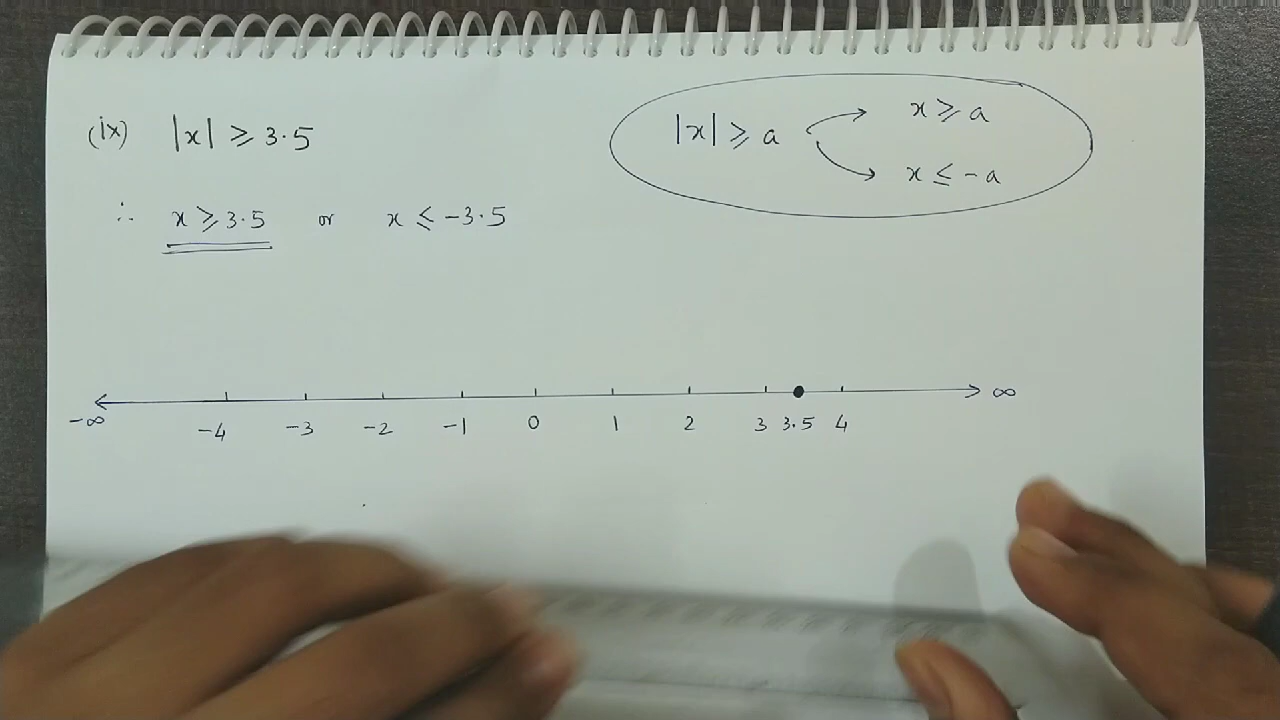 (ix) |x| ⩾ 3.5
|x| ⩾ a
x ⩾ a
x ≤ -a
∴ x ⩾ 3.5 or x ≤ -3.5
-∞ -4 -3 -2 -1 0 1 2 3 3.5 4 ∞